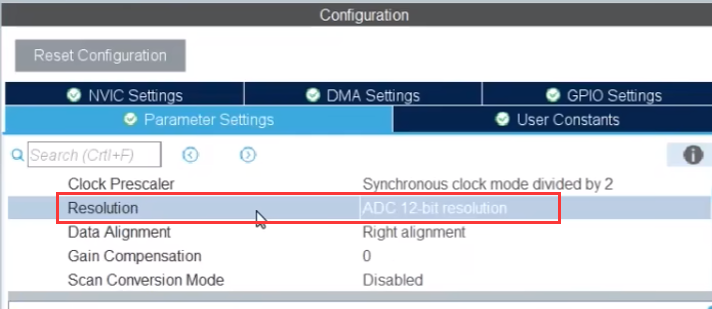 Configuration
Reset Configuration
NVIC Settings DMA Settings GPIO Settings
Parameter Settings User Constants
Search (Crtl+F)
Clock Prescaler Synchronous clock mode divided by 2
Resolution ADC 12-bit resolution
Data Alignment Right alignment
Gain Compensation 0
Scan Conversion Mode Disabled